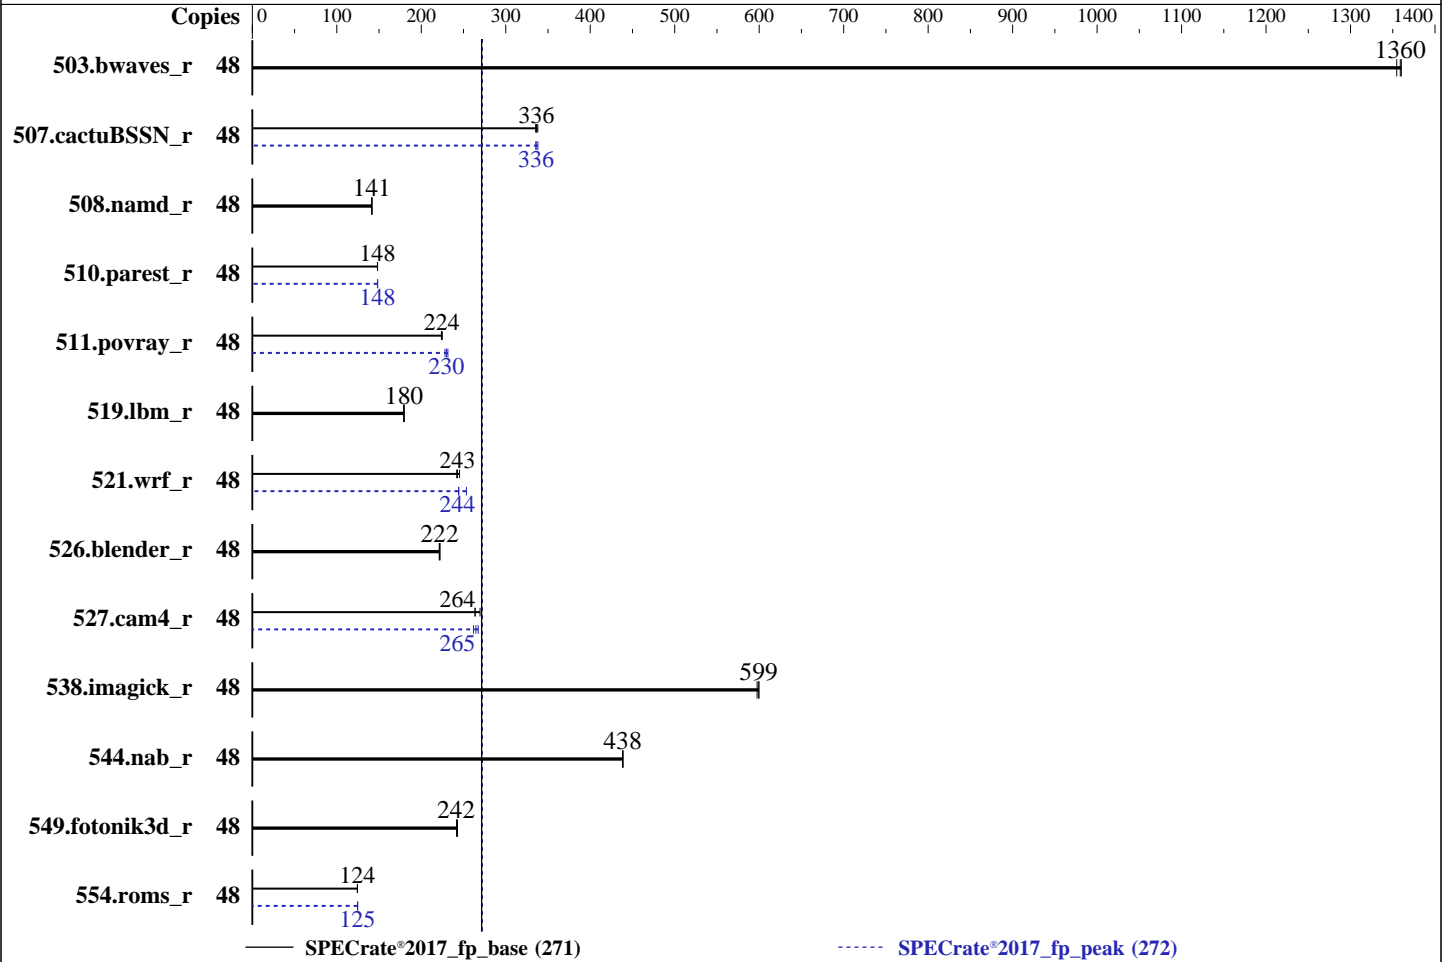 Copies 0 100 200 300 400 500 600 700 800 900 1000 1100 1200 1300 1400
1360
503.bwaves_r 48
336
507.cactuBSSN_r 48
336
141
508.namd_r 48
148
510.parest_r 48
148
224
511.povray_r 48
230
180
519.lbm_r 48
243
521.wrf_r 48
244
222
526.blender_r 48
264
527.cam4_r 48
265
599
538.imagick_r 48
438
544.nab_r 48
242
549.fotonik3d_r 48
124
554.roms_r 48
125
SPECrate®2017_fp_base (271) SPECrate®2017_fp_peak (272)